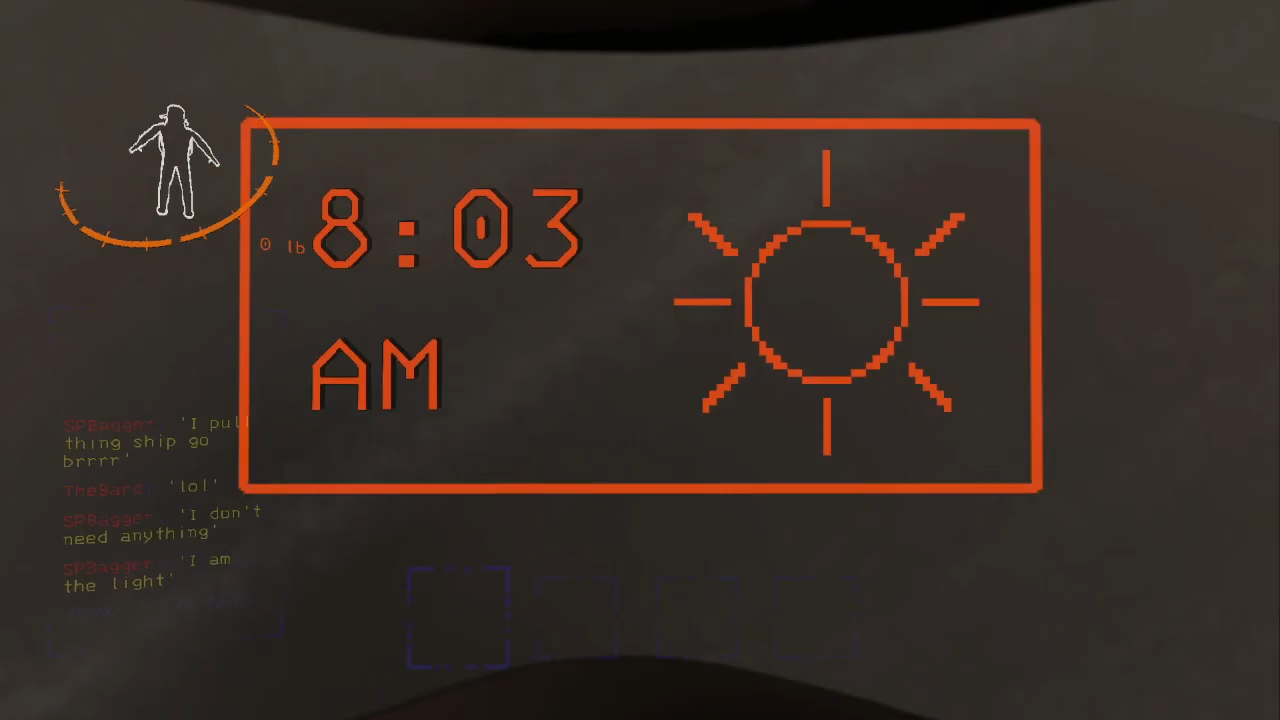 8:03
AM
0 lb
SPBagger 'I pull
thing ship go
brrrr'
TheBard: 'lol'
SPBagger 'I don't
need anything'
SPBagger 'I am
the light'